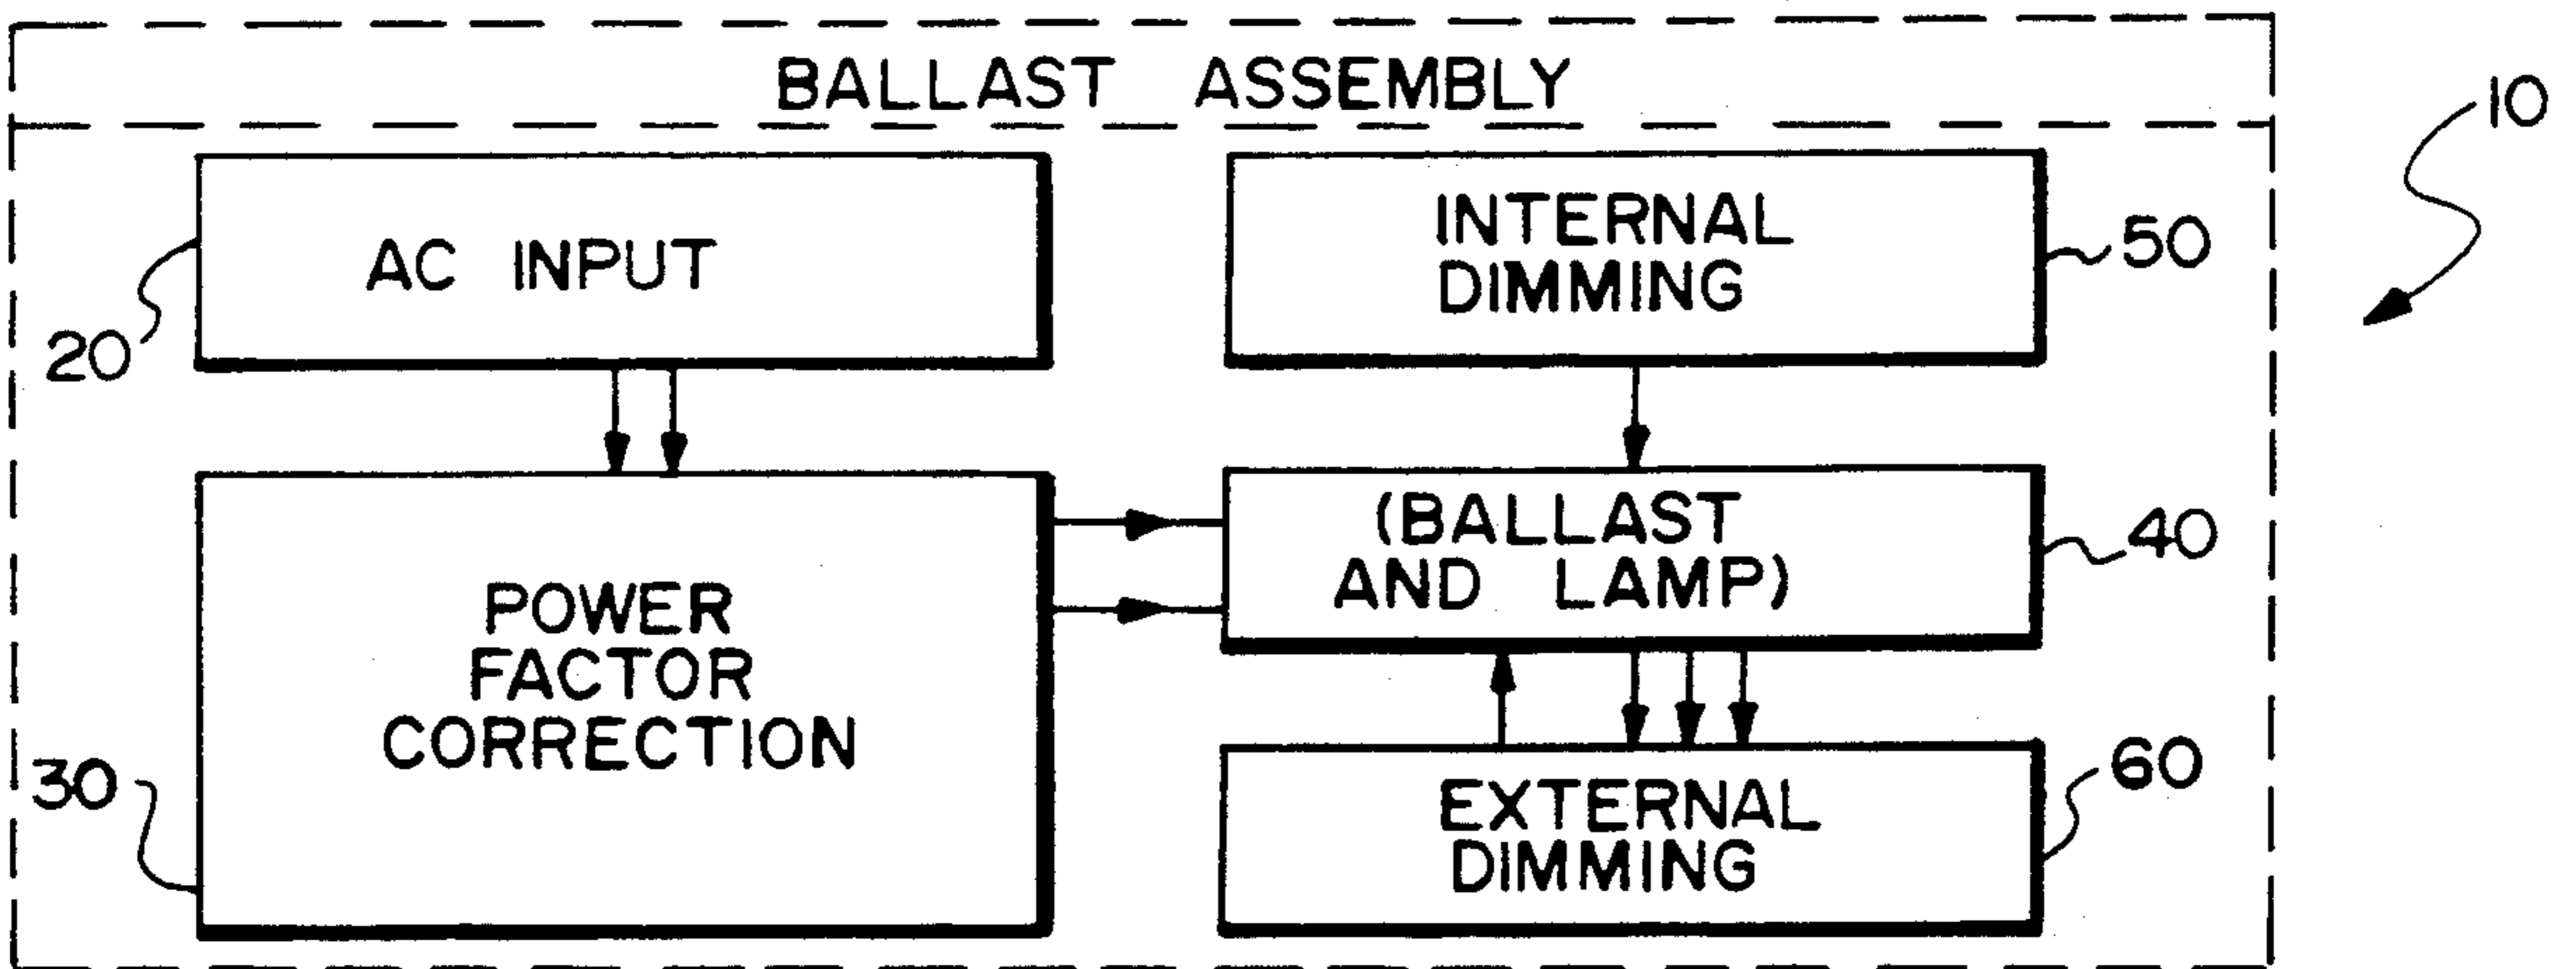 BALLAST ASSEMBLY
10
AC INPUT
20
INTERNAL
DIMMING
50
POWER
FACTOR
CORRECTION
30
(BALLAST
AND LAMP)
40
EXTERNAL
DIMMING
60